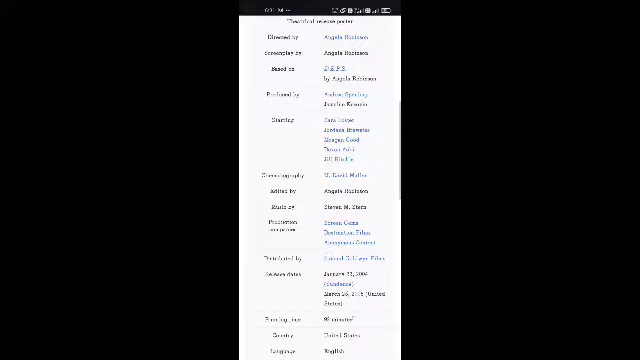 Theatrical release poster
Directed by Angela Robinson
Screenplay by Angela Robinson
Based on D.E.B.S.
by Angela Robinson
Produced by Andrea Sperling
Jasmine Kosovic
Starring Sara Foster
Jordana Brewster
Meagan Good
Devon Aoki
Jill Ritchie
Cinematography M. David Mullen
Edited by Angela Robinson
Music by Steven M. Stern
Production
companies
Screen Gems
Destination Films
Anonymous Content
Distributed by Samuel Goldwyn Films
Release dates January 22, 2004
(Sundance)
March 25, 2005 (United
States)
Running time minutes
Country United States
Language English